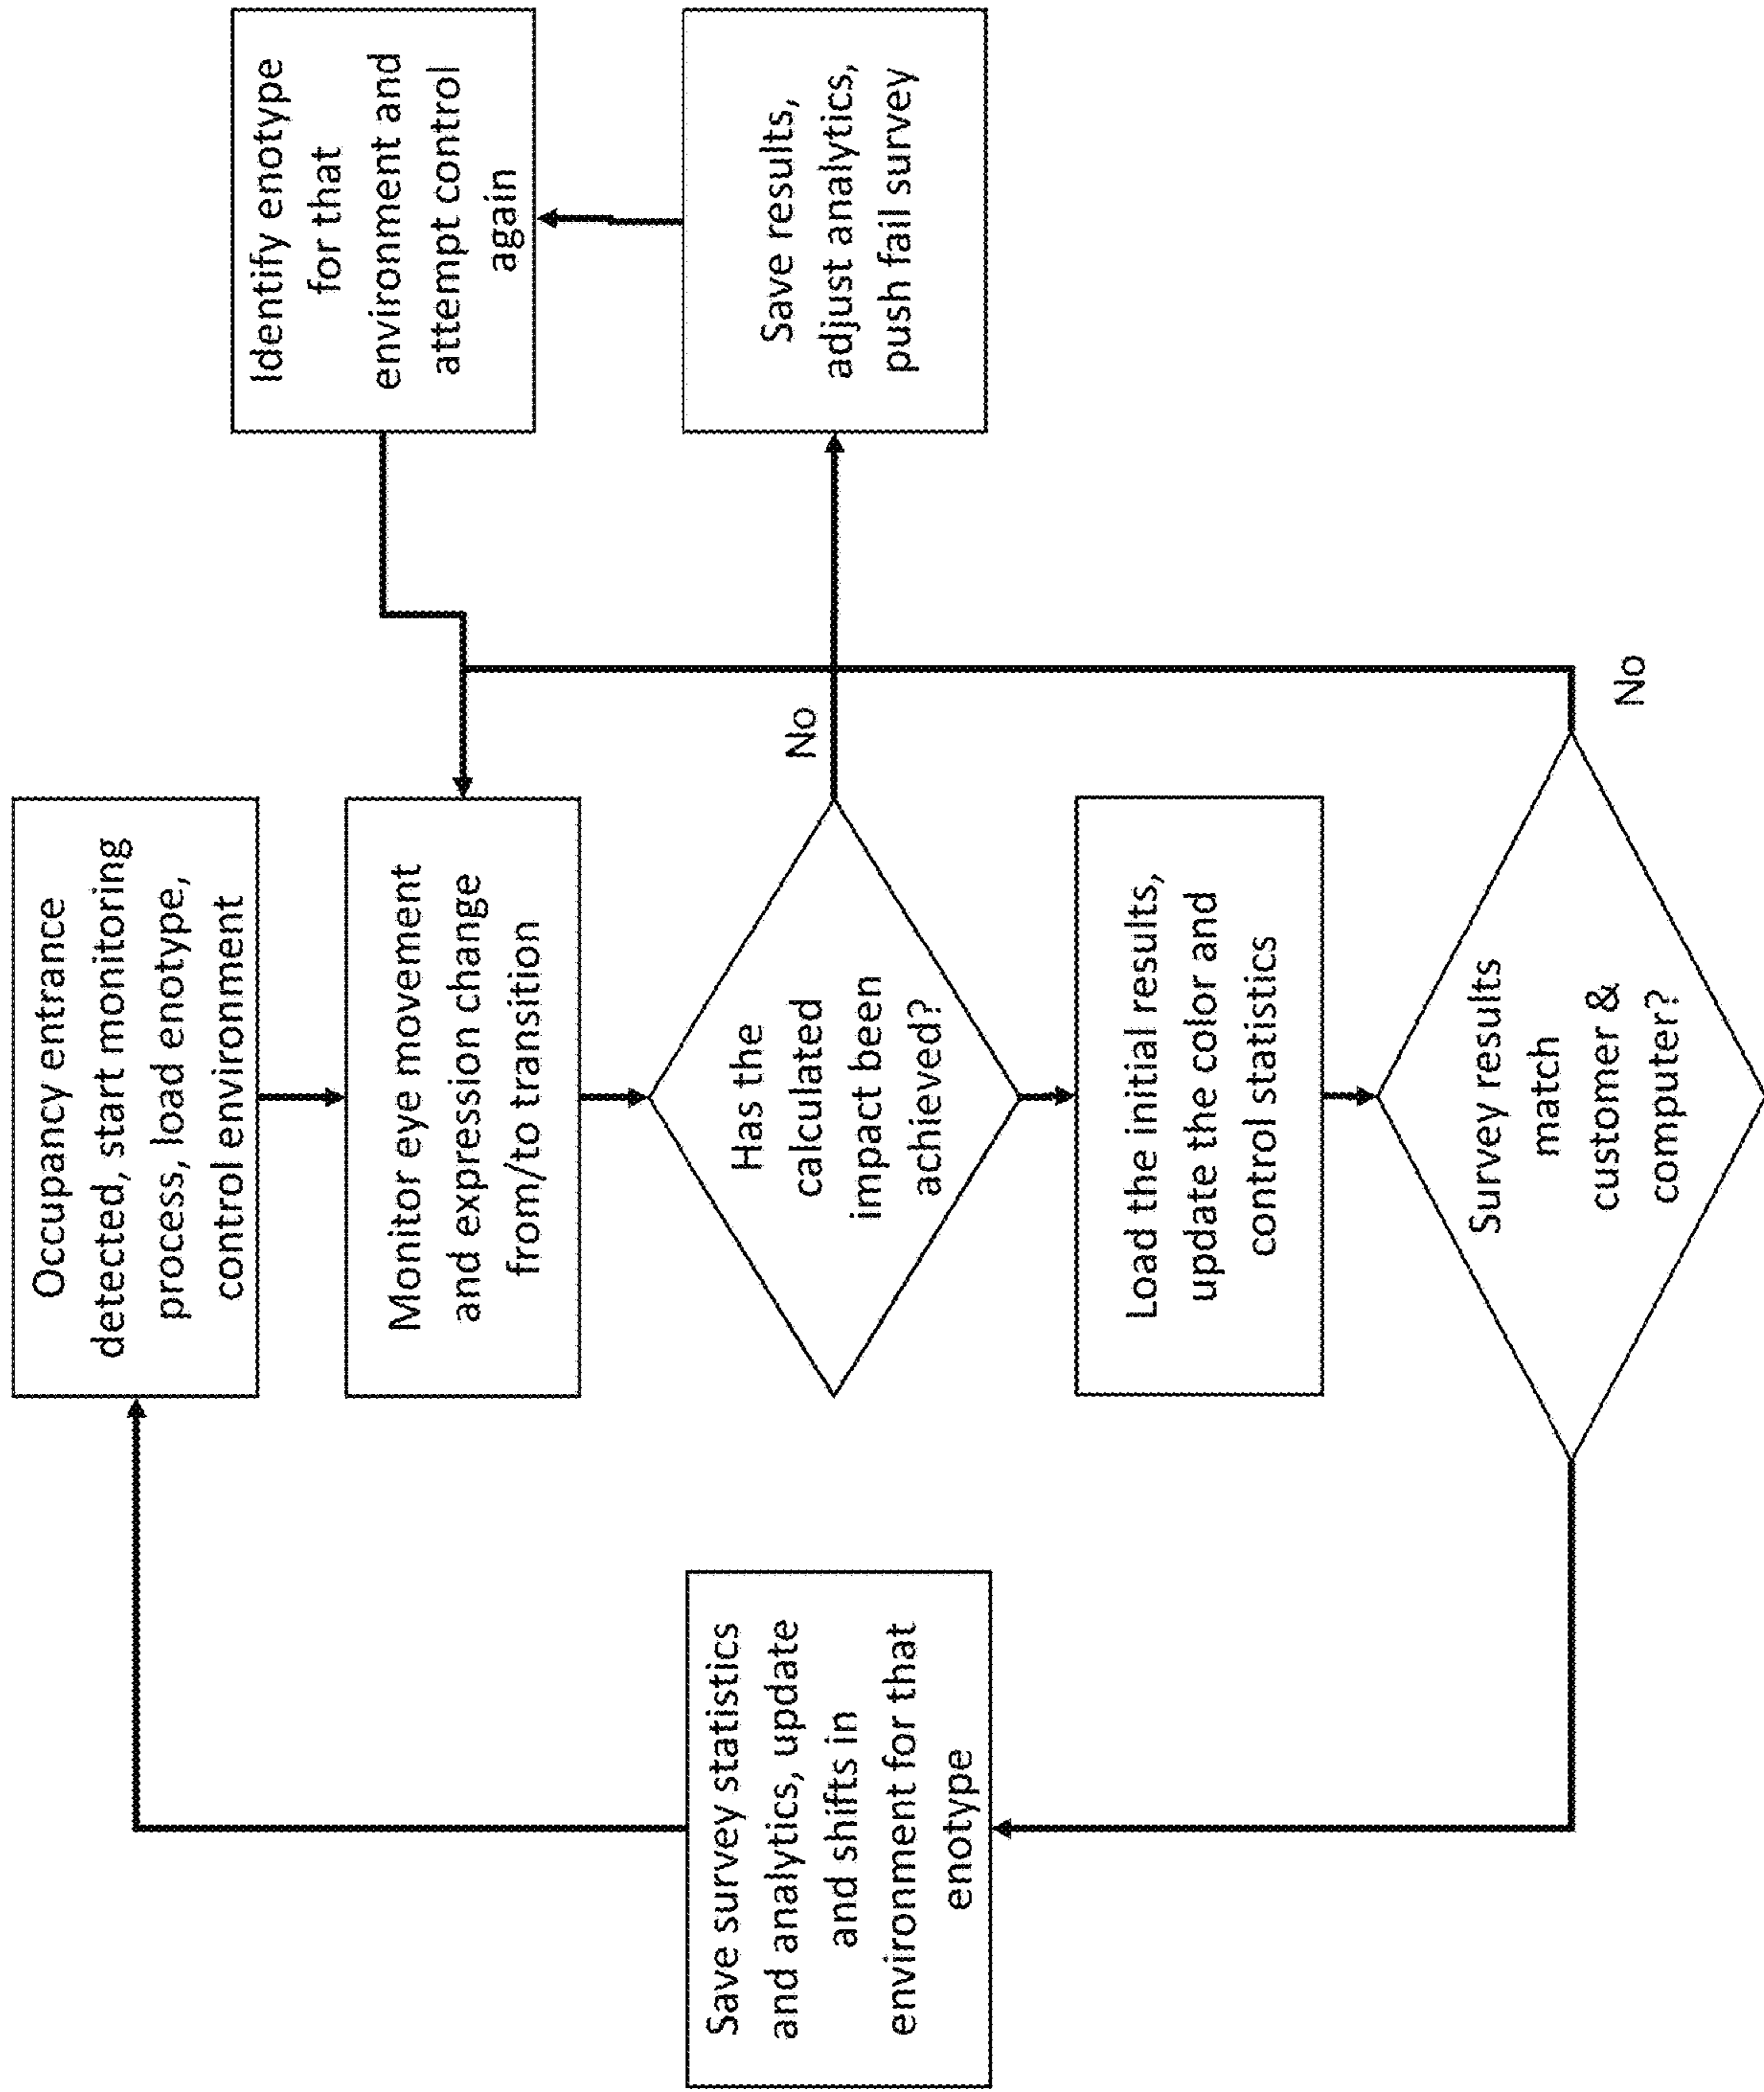 Occupancy entrance
detected, start monitoring
process, load enotype,
control environment
Monitor eye movement
and expression change
from/to transition
Has the
calculated
impact been
achieved?
No
Load the initial results,
update the color and
control statistics
Survey results
match
customer &
computer?
No
Save survey statistics
and analytics, update
and shifts in
environment for that
enotype
Identify enotype
for that
environment and
attempt control
again
Save results,
adjust analytics,
push fail survey